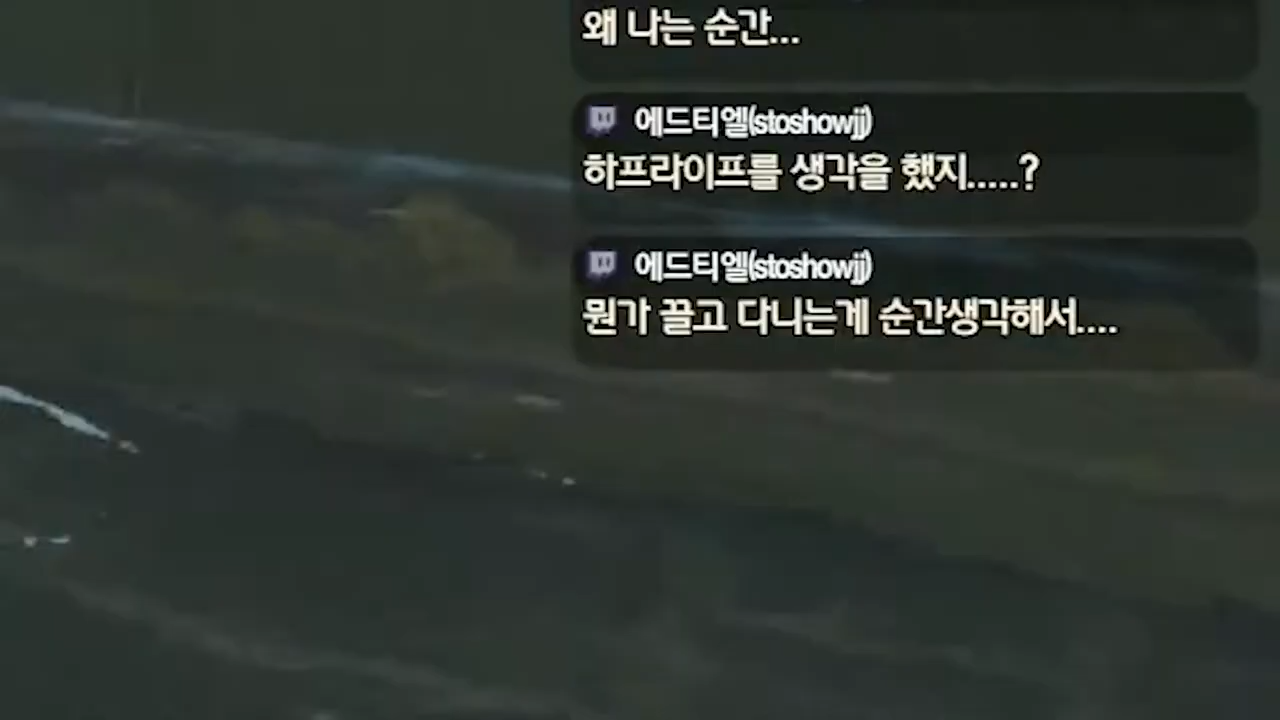 왜 나는 순간...
에드티엘(stoshowjj)
하프라이프를 생각을 했지.....?
에드티엘(stoshowjj)
뭔가 끌고 다니는게 순간생각해서....